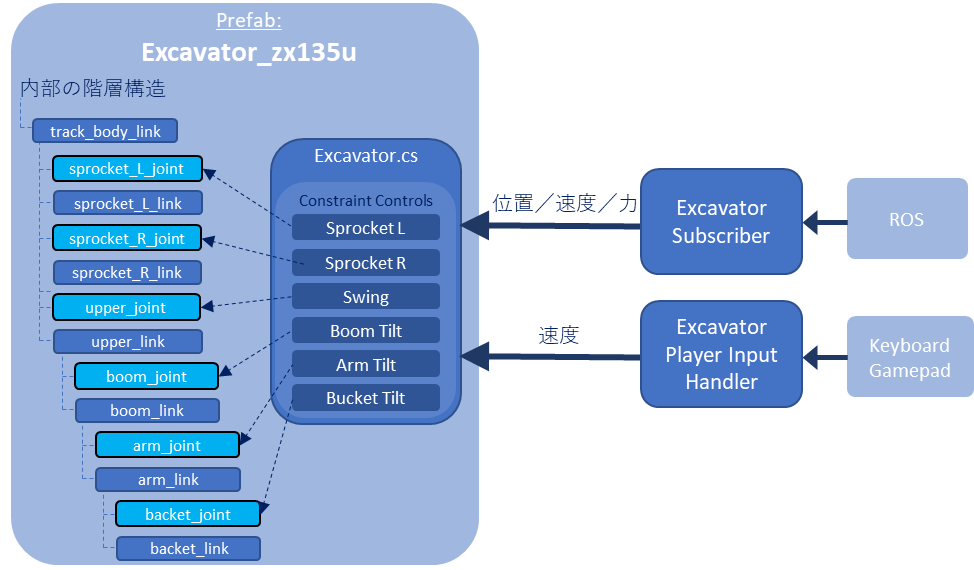 Prefab:
Excavator_zx135u
内部の階層構造
track_body_link
sprocket_L_joint
sprocket_L_link
sprocket_R_joint
sprocket_R_link
upper_joint
upper_link
boom_joint
boom_link
arm_joint
arm_link
backet_joint
backet_link
Excavator.cs
Constraint Controls
Sprocket L
Sprocket R
Swing
Boom Tilt
Arm Tilt
Bucket Tilt
位置／速度／力
Excavator
Subscriber
ROS
速度
Excavator
Player Input
Handler
Keyboard
Gamepad